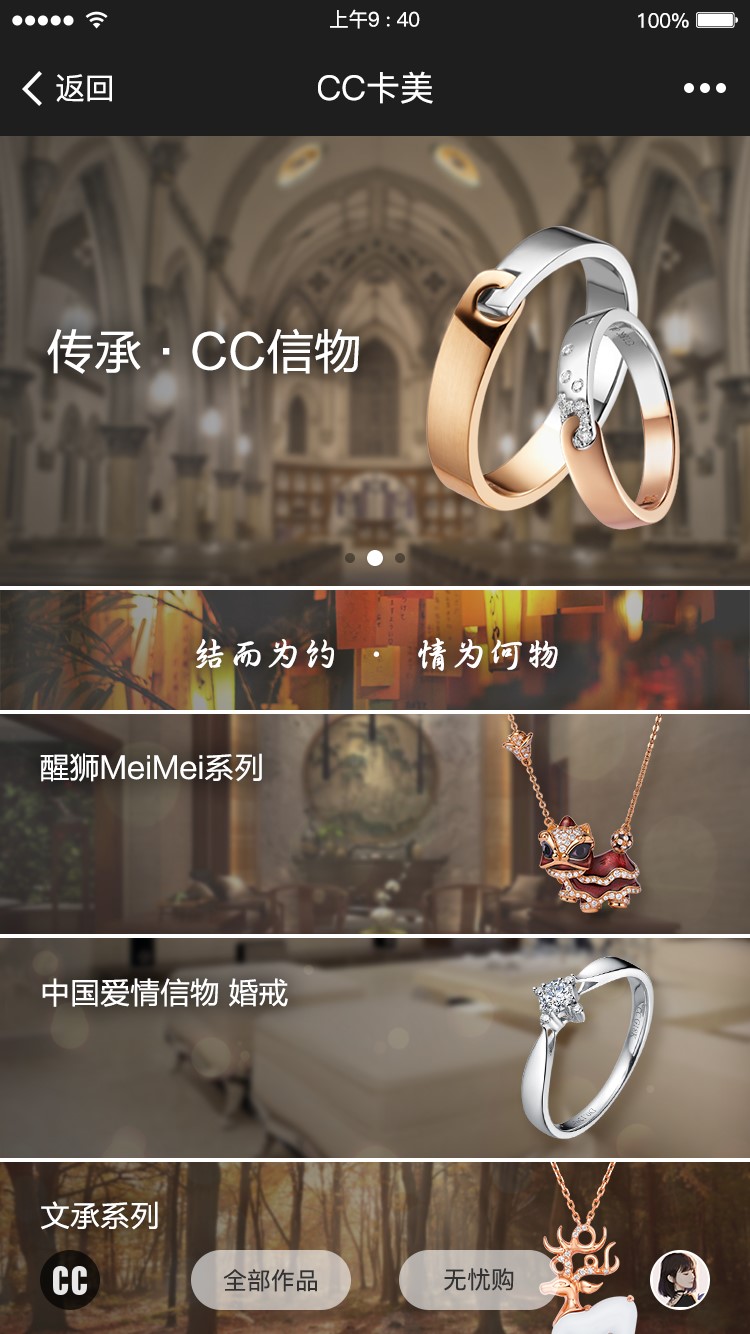 上午9 : 40
100%
返回
CC卡美
传承 · CC信物
结而为约 · 情为何物
醒狮MeiMei系列
中国爱情信物 婚戒
文承系列
CC
全部作品
无忧购